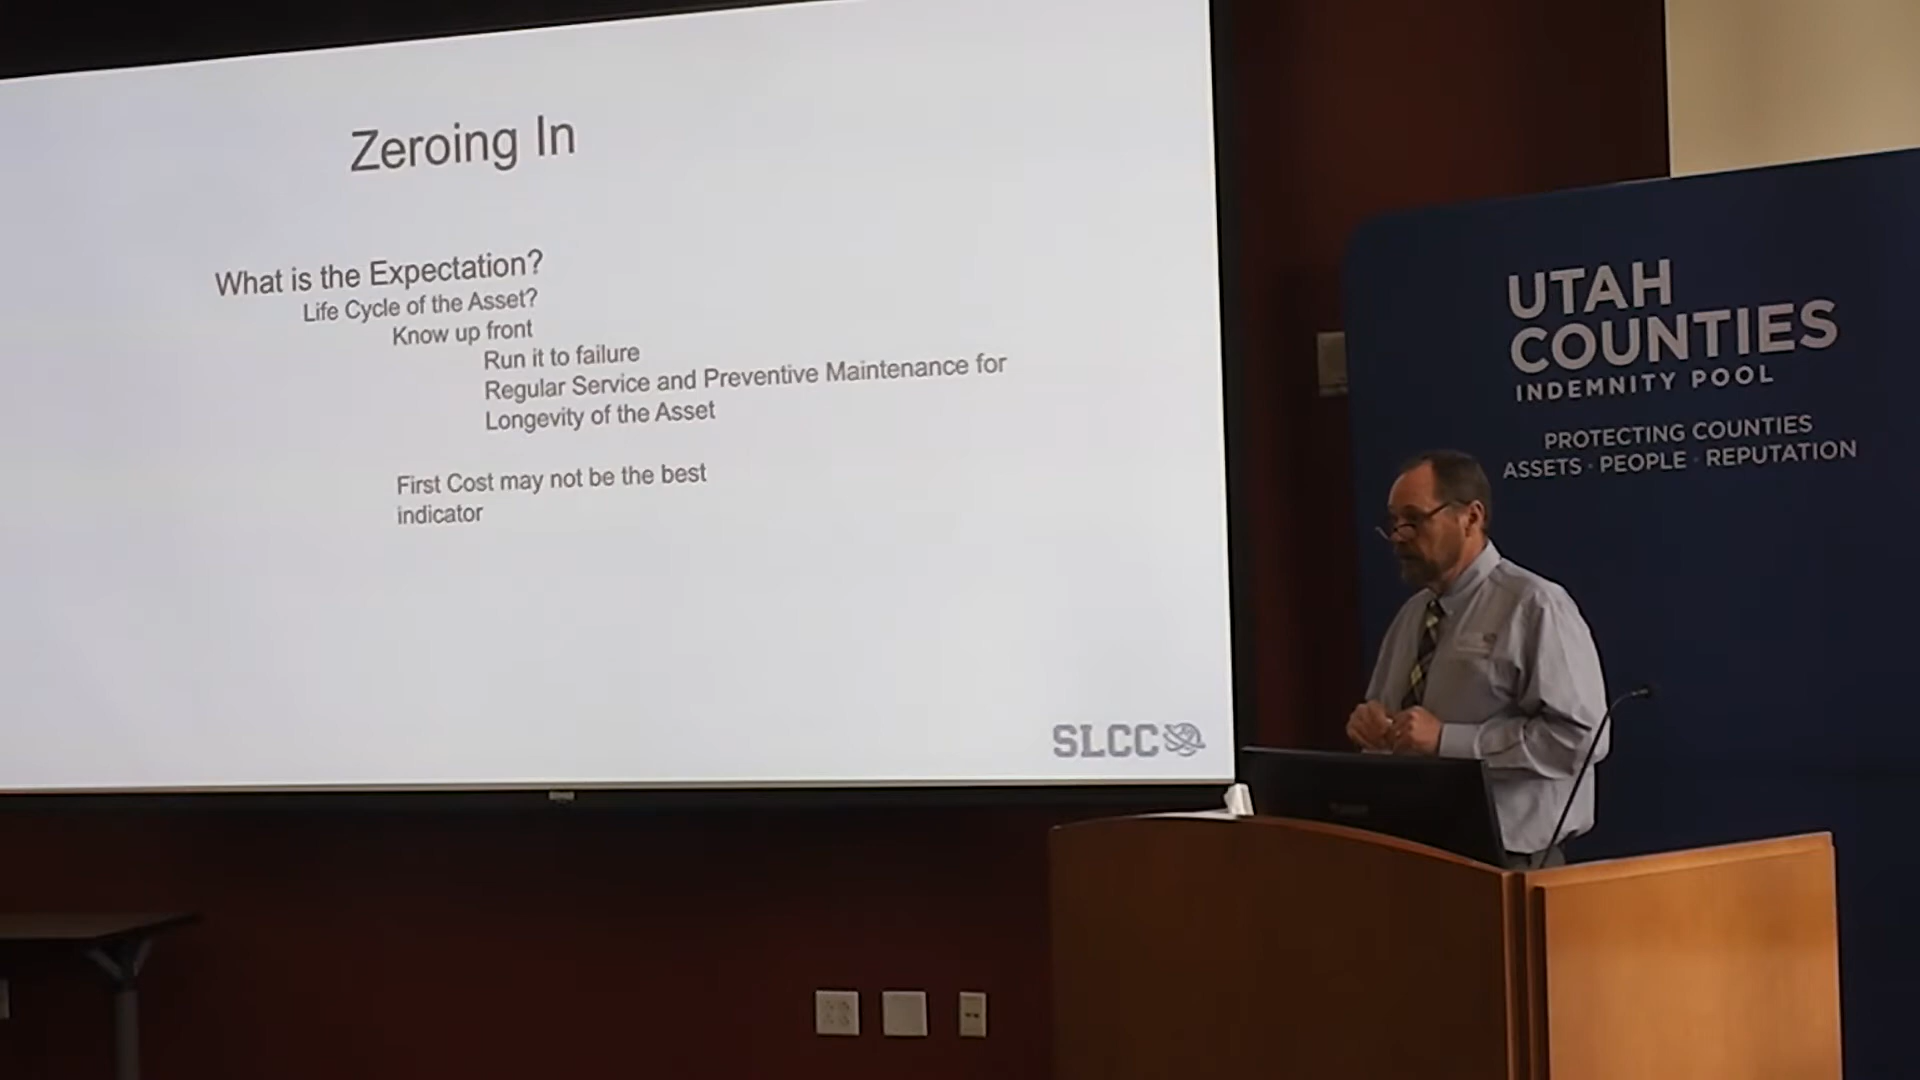 Zeroing In
What is the Expectation?
Life Cycle of the Asset?
Know up front
Run it to failure
Regular Service and Preventive Maintenance for
Longevity of the Asset
First Cost may not be the best
indicator
SLCC
UTAH
COUNTIES
INDEMNITY POOL
PROTECTING COUNTIES
ASSETS · PEOPLE · REPUTATION